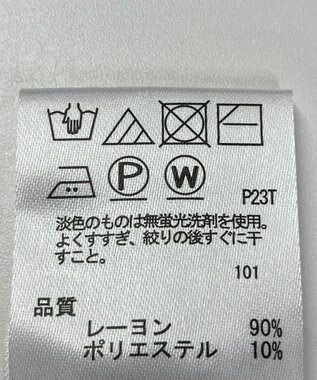 P W P23T
淡色のものは無蛍光洗剤を使用。
よくすすぎ、絞りの後すぐに干
すこと。
101
品質
レーヨン 90%
ポリエステル 10%